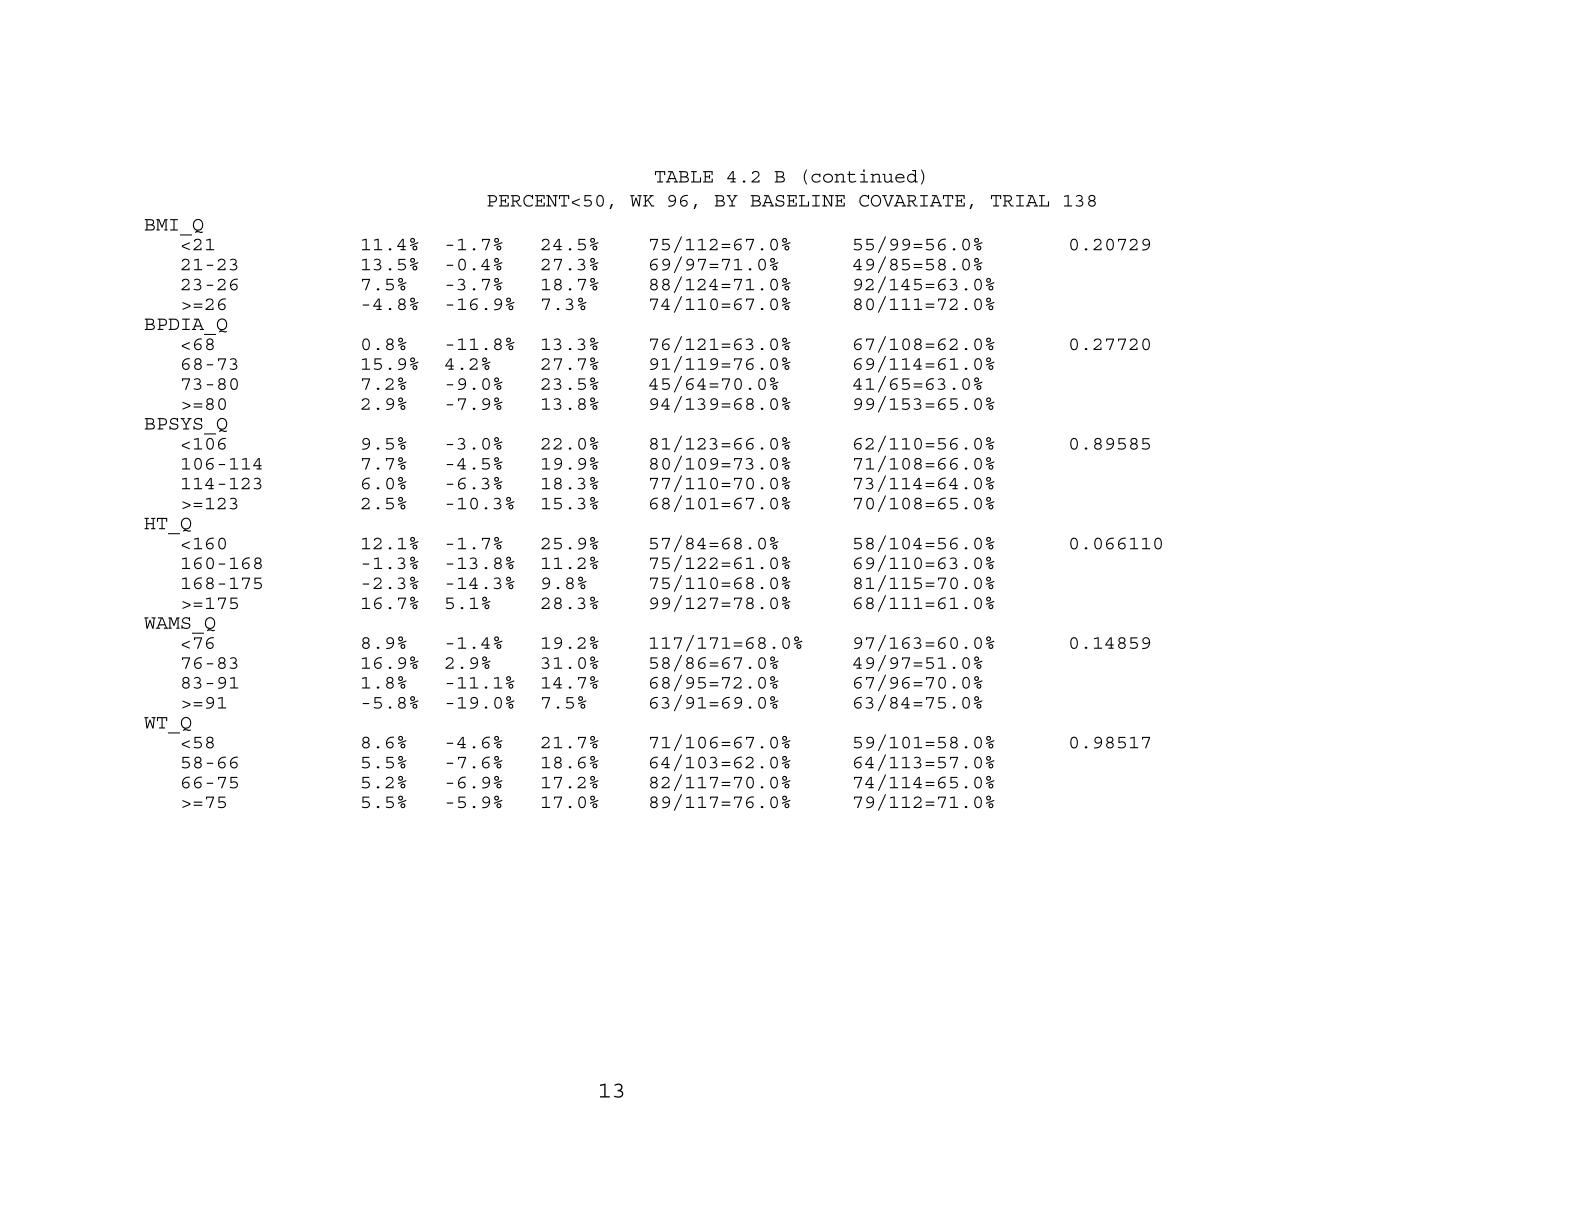 TABLE 4.2 B (continued)
PERCENT<50, WK 96, BY BASELINE COVARIATE, TRIAL 138
BMI_Q
<21 11.4% -1.7% 24.5% 75/112=67.0% 55/99=56.0% 0.20729
21-23 13.5% -0.4% 27.3% 69/97=71.0% 49/85=58.0%
23-26 7.5% -3.7% 18.7% 88/124=71.0% 92/145=63.0%
>=26 -4.8% -16.9% 7.3% 74/110=67.0% 80/111=72.0%
BPDIA_Q
<68 0.8% -11.8% 13.3% 76/121=63.0% 67/108=62.0% 0.27720
68-73 15.9% 4.2% 27.7% 91/119=76.0% 69/114=61.0%
73-80 7.2% -9.0% 23.5% 45/64=70.0% 41/65=63.0%
>=80 2.9% -7.9% 13.8% 94/139=68.0% 99/153=65.0%
BPSYS_Q
<106 9.5% -3.0% 22.0% 81/123=66.0% 62/110=56.0% 0.89585
106-114 7.7% -4.5% 19.9% 80/109=73.0% 71/108=66.0%
114-123 6.0% -6.3% 18.3% 77/110=70.0% 73/114=64.0%
>=123 2.5% -10.3% 15.3% 68/101=67.0% 70/108=65.0%
HT_Q
<160 12.1% -1.7% 25.9% 57/84=68.0% 58/104=56.0% 0.066110
160-168 -1.3% -13.8% 11.2% 75/122=61.0% 69/110=63.0%
168-175 -2.3% -14.3% 9.8% 75/110=68.0% 81/115=70.0%
>=175 16.7% 5.1% 28.3% 99/127=78.0% 68/111=61.0%
WAMS_Q
<76 8.9% -1.4% 19.2% 117/171=68.0% 97/163=60.0% 0.14859
76-83 16.9% 2.9% 31.0% 58/86=67.0% 49/97=51.0%
83-91 1.8% -11.1% 14.7% 68/95=72.0% 67/96=70.0%
>=91 -5.8% -19.0% 7.5% 63/91=69.0% 63/84=75.0%
WT_Q
<58 8.6% -4.6% 21.7% 71/106=67.0% 59/101=58.0% 0.98517
58-66 5.5% -7.6% 18.6% 64/103=62.0% 64/113=57.0%
66-75 5.2% -6.9% 17.2% 82/117=70.0% 74/114=65.0%
>=75 5.5% -5.9% 17.0% 89/117=76.0% 79/112=71.0%
13